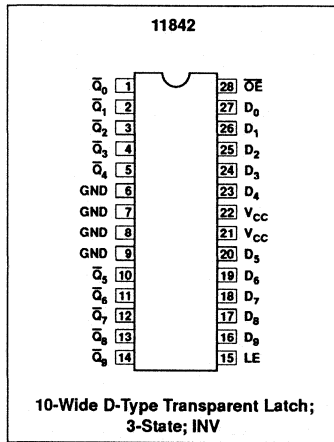 11842
Q̅0 1 28 O̅E̅
Q̅1 2 27 D0
Q̅2 3 26 D1
Q̅3 4 25 D2
Q̅4 5 24 D3
GND 6 23 D4
GND 7 22 VCC
GND 8 21 VCC
GND 9 20 D5
Q̅5 10 19 D6
Q̅6 11 18 D7
Q̅7 12 17 D8
Q̅8 13 16 D9
Q̅9 14 15 LE
10-Wide D-Type Transparent Latch;
3-State; INV